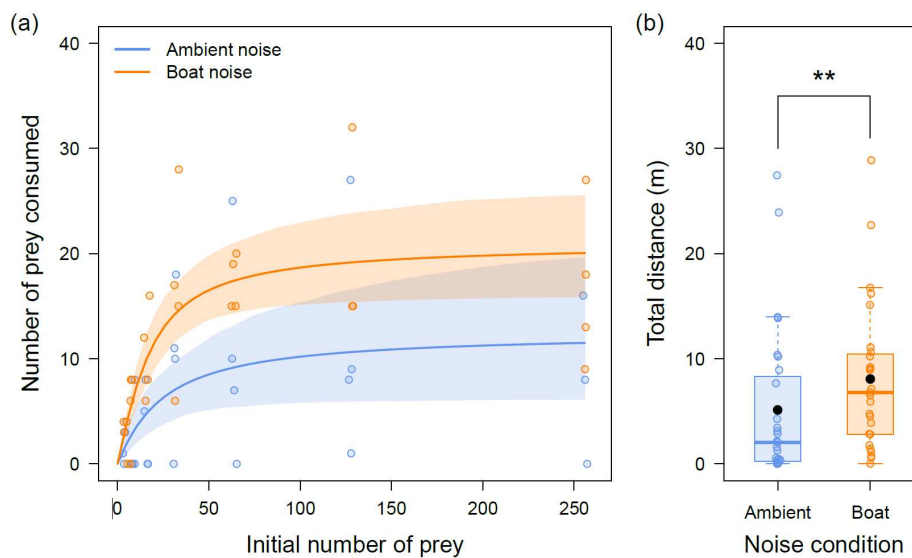 (a)
Ambient noise
Boat noise
Number of prey consumed
40
30
20
10
0
0 50 100 150 200 250
Initial number of prey
(b)
**
Total distance (m)
40
30
20
10
0
Ambient Boat
Noise condition